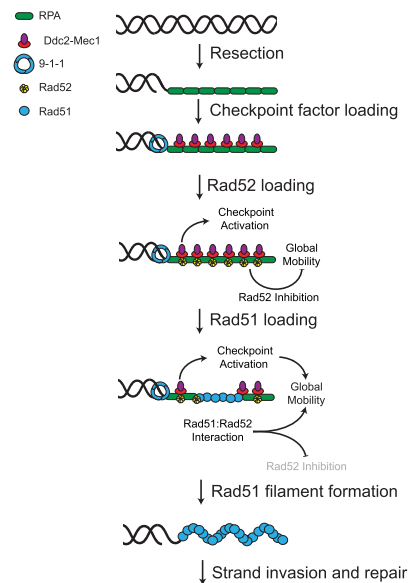 RPA
Ddc2-Mec1
9-1-1
Rad52
Rad51
Resection
Checkpoint factor loading
Rad52 loading
Checkpoint
Activation
Global
Mobility
Rad52 Inhibition
Rad51 loading
Checkpoint
Activation
Global
Mobility
Rad51:Rad52
Interaction
Rad52 Inhibition
Rad51 filament formation
Strand invasion and repair